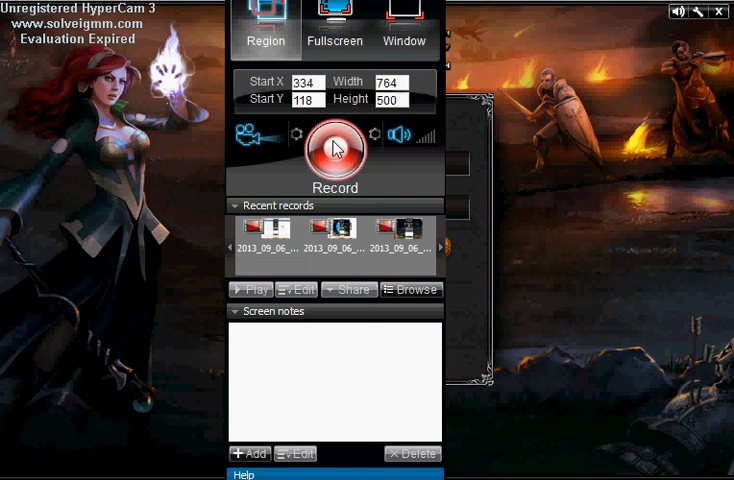 Unregistered HyperCam 3
www.solveigmm.com
Evaluation Expired
Region Fullscreen Window
Start X 334 Width 764
Start Y 118 Height 500
Record
Recent records
2013_09_06_... 2013_09_06_... 2013_09_06_...
Play Edit Share Browse
Screen notes
Add Edit Delete
Help